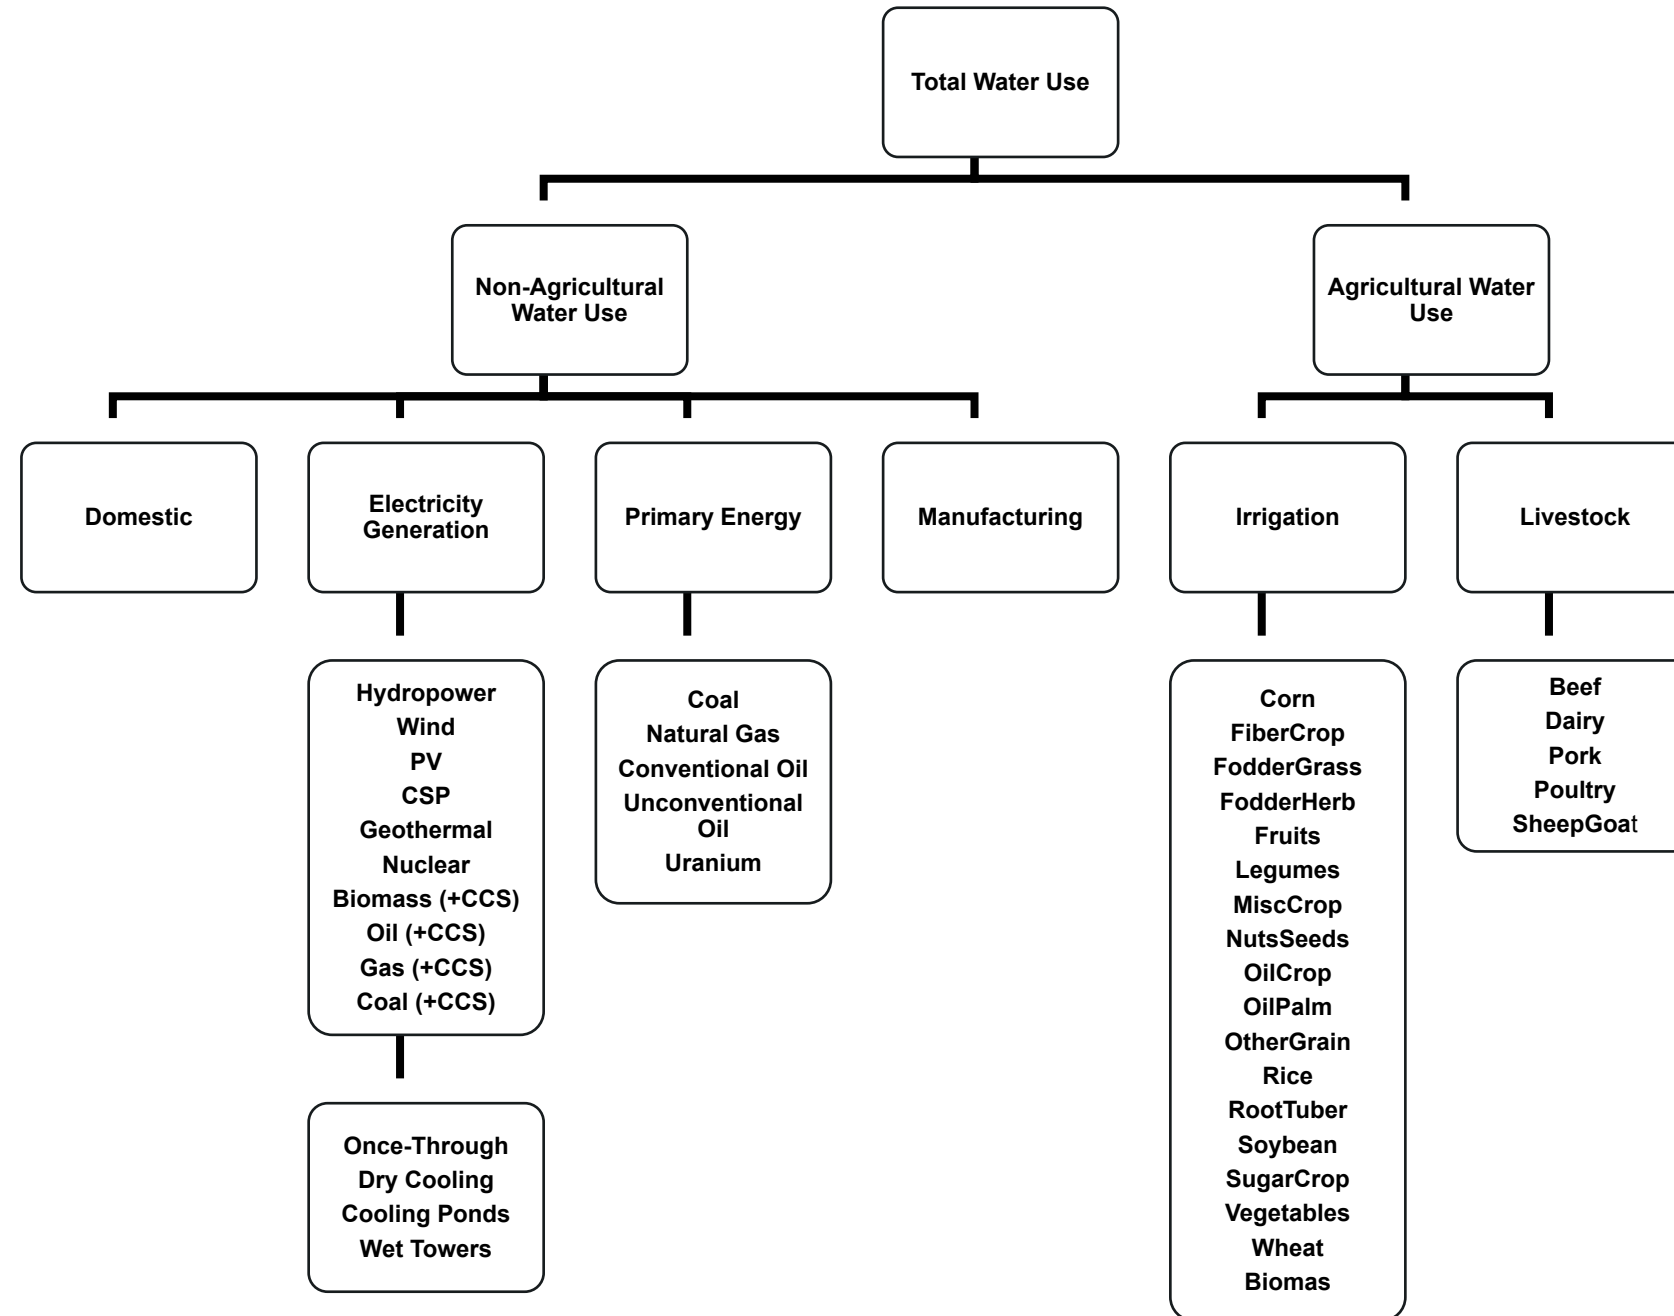 Total Water Use
Non-Agricultural
Water Use
Agricultural Water
Use
Domestic
Electricity
Generation
Primary Energy
Manufacturing
Irrigation
Livestock
Hydropower
Wind
PV
CSP
Geothermal
Nuclear
Biomass (+CCS)
Oil (+CCS)
Gas (+CCS)
Coal (+CCS)
Coal
Natural Gas
Conventional Oil
Unconventional
Oil
Uranium
Corn
FiberCrop
FodderGrass
FodderHerb
Fruits
Legumes
MiscCrop
NutsSeeds
OilCrop
OilPalm
OtherGrain
Rice
RootTuber
Soybean
SugarCrop
Vegetables
Wheat
Biomas
Beef
Dairy
Pork
Poultry
SheepGoat
Once-Through
Dry Cooling
Cooling Ponds
Wet Towers